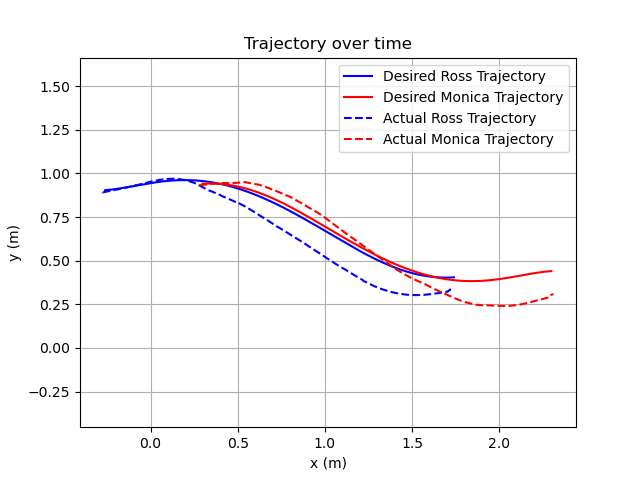 Trajectory over time
Desired Ross Trajectory
Desired Monica Trajectory
Actual Ross Trajectory
Actual Monica Trajectory
1.50
1.25
1.00
0.75
0.50
0.25
0.00
−0.25
y (m)
0.0 0.5 1.0 1.5 2.0
x (m)